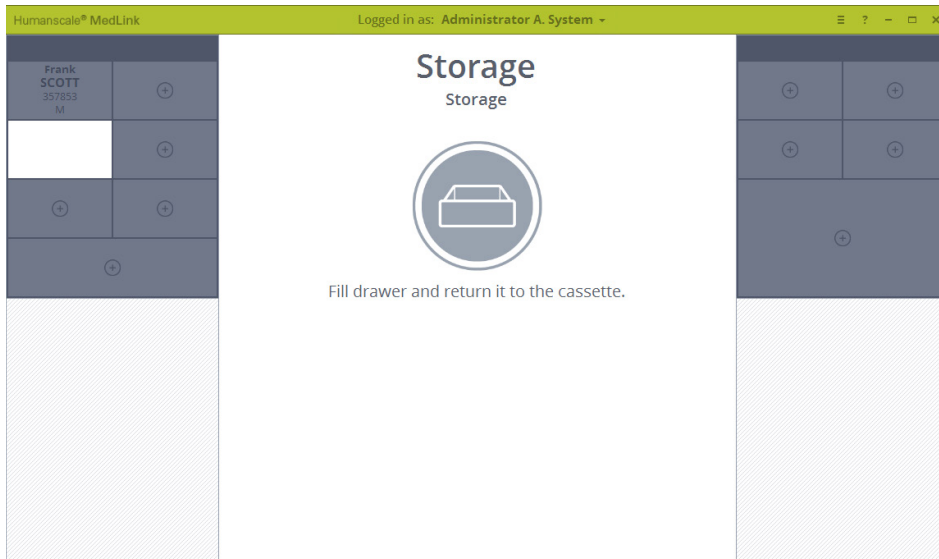 Humanscale® MedLink
Logged in as: Administrator A. System
?
Frank
SCOTT
357853
M
Storage
Storage
Fill drawer and return it to the cassette.